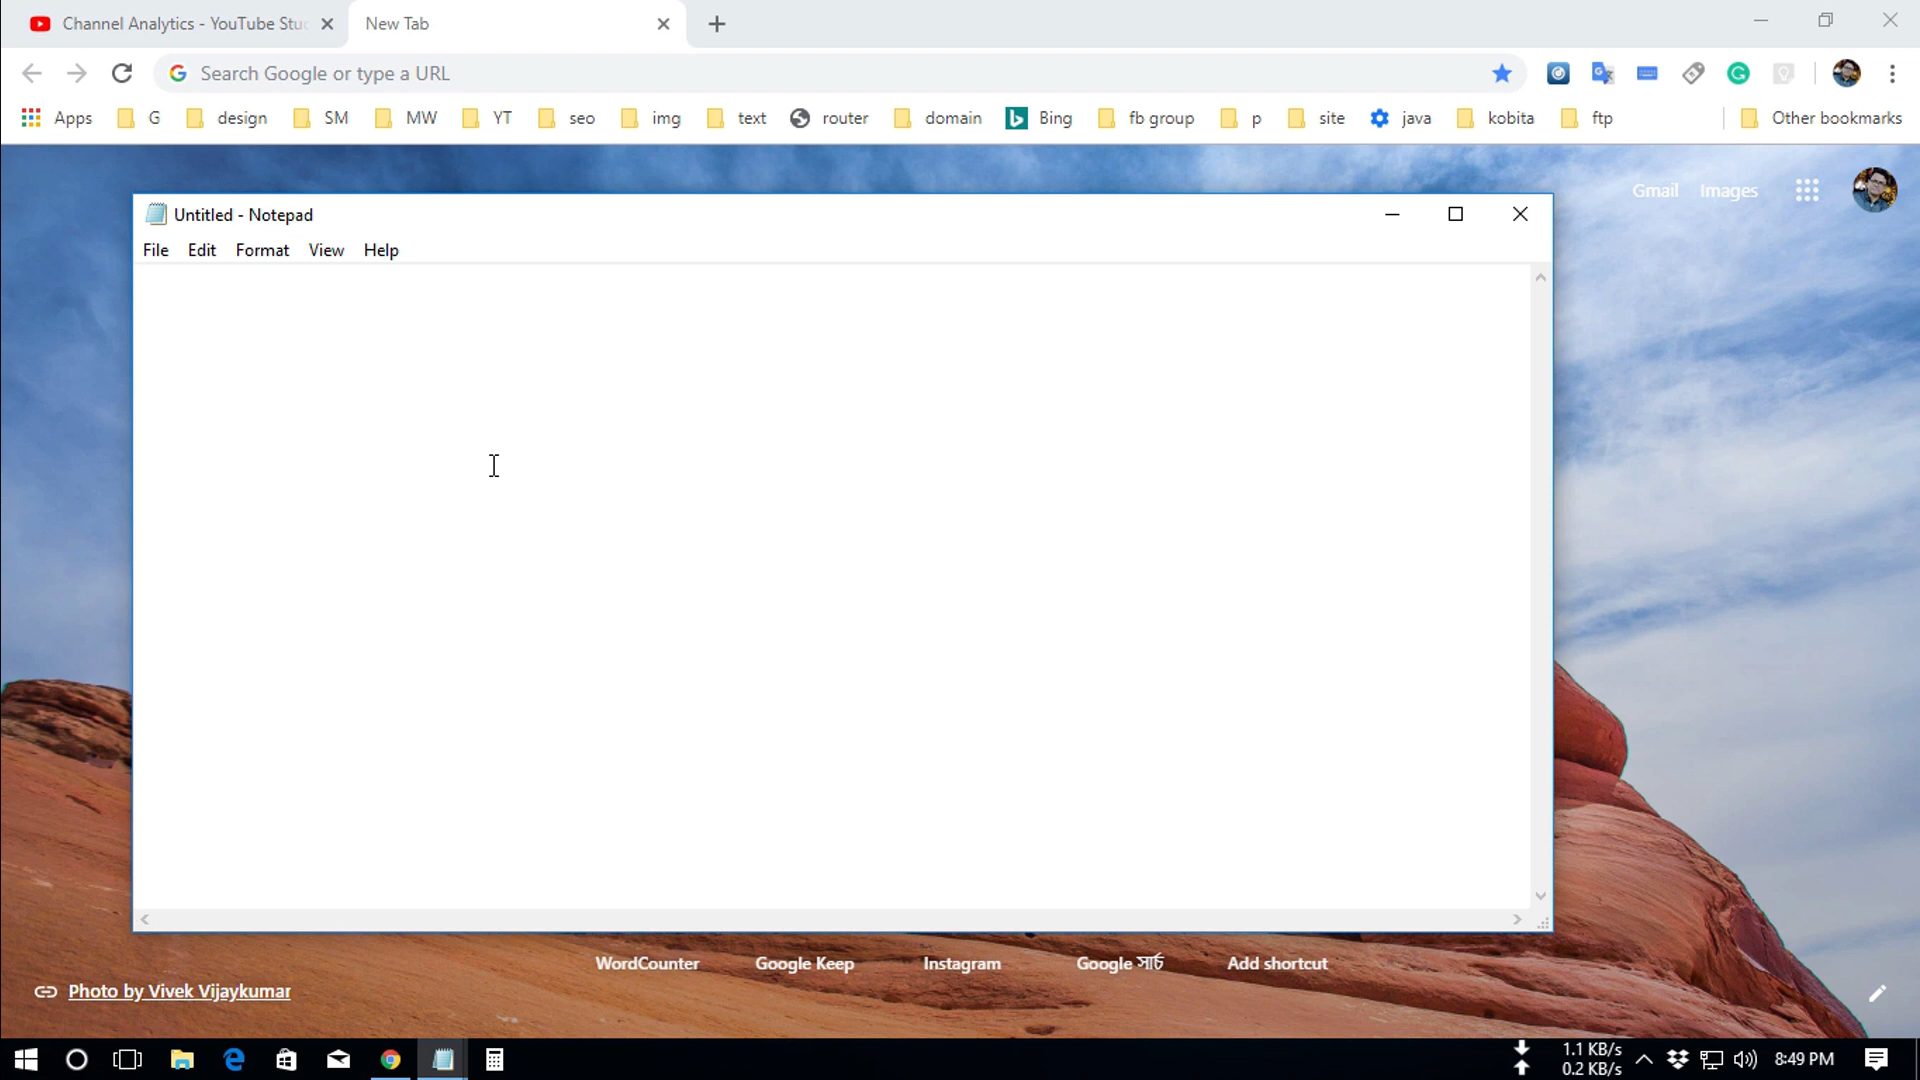 Channel Analytics - YouTube Stu
New Tab
Search Google or type a URL
Apps G design SM MW YT seo img text router domain Bing fb group p site java kobita ftp Other bookmarks
Gmail Images
Untitled - Notepad
File Edit Format View Help
WordCounter Google Keep Instagram Google সার্চ Add shortcut
Photo by Vivek Vijaykumar
1.1 KB/s
0.2 KB/s
8:49 PM